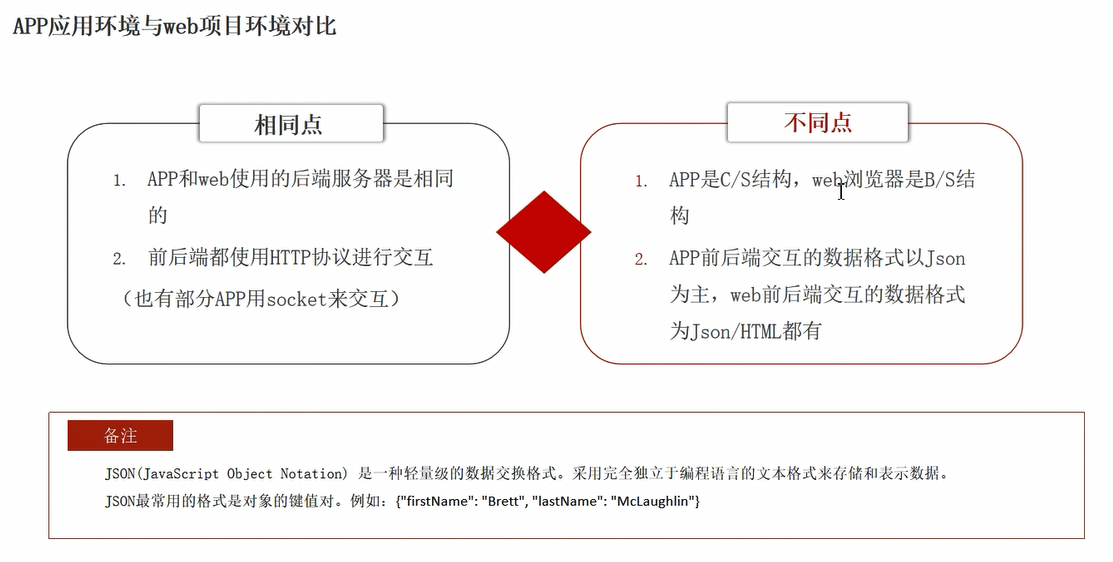 APP应用环境与web项目环境对比
相同点
1. APP和web使用的后端服务器是相同
的
2. 前后端都使用HTTP协议进行交互
（也有部分APP用socket来交互）
不同点
1. APP是C/S结构，web浏览器是B/S结
构
2. APP前后端交互的数据格式以Json
为主，web前后端交互的数据格式
为Json/HTML都有
备注
JSON(JavaScript Object Notation) 是一种轻量级的数据交换格式。采用完全独立于编程语言的文本格式来存储和表示数据。
JSON最常用的格式是对象的键值对。例如：{"firstName": "Brett", "lastName": "McLaughlin"}